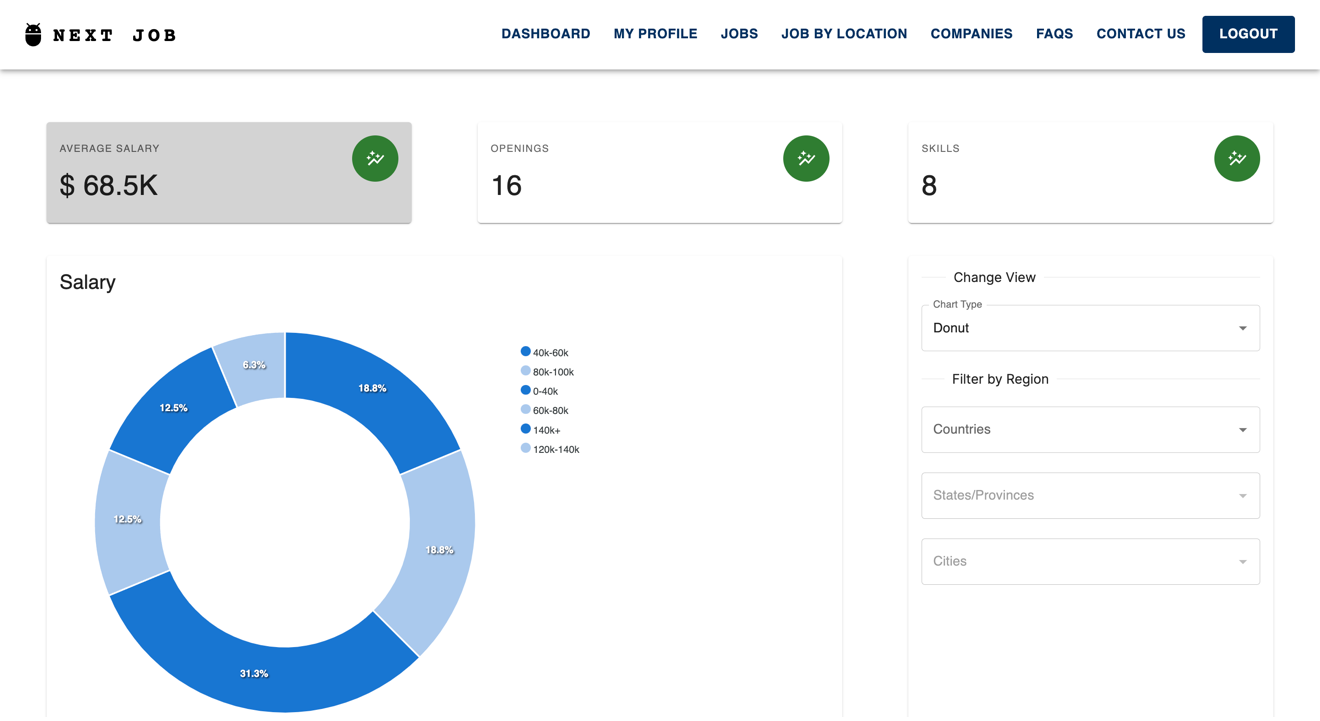 NEXT JOB
DASHBOARD MY PROFILE JOBS JOB BY LOCATION COMPANIES FAQS CONTACT US LOGOUT
AVERAGE SALARY
$ 68.5K
OPENINGS
16
SKILLS
8
Salary
6.3%
18.8%
12.5%
12.5%
18.8%
31.3%
40k-60k
80k-100k
0-40k
60k-80k
140k+
120k-140k
Change View
Chart Type
Donut
Filter by Region
Countries
States/Provinces
Cities